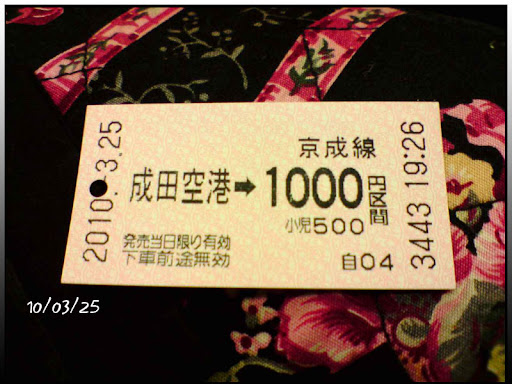 2010.-3.25
京成線
成田空港➡1000円区間
小児500
発売当日限り有効
下車前途無効
自04
3443 19:26
10/03/25